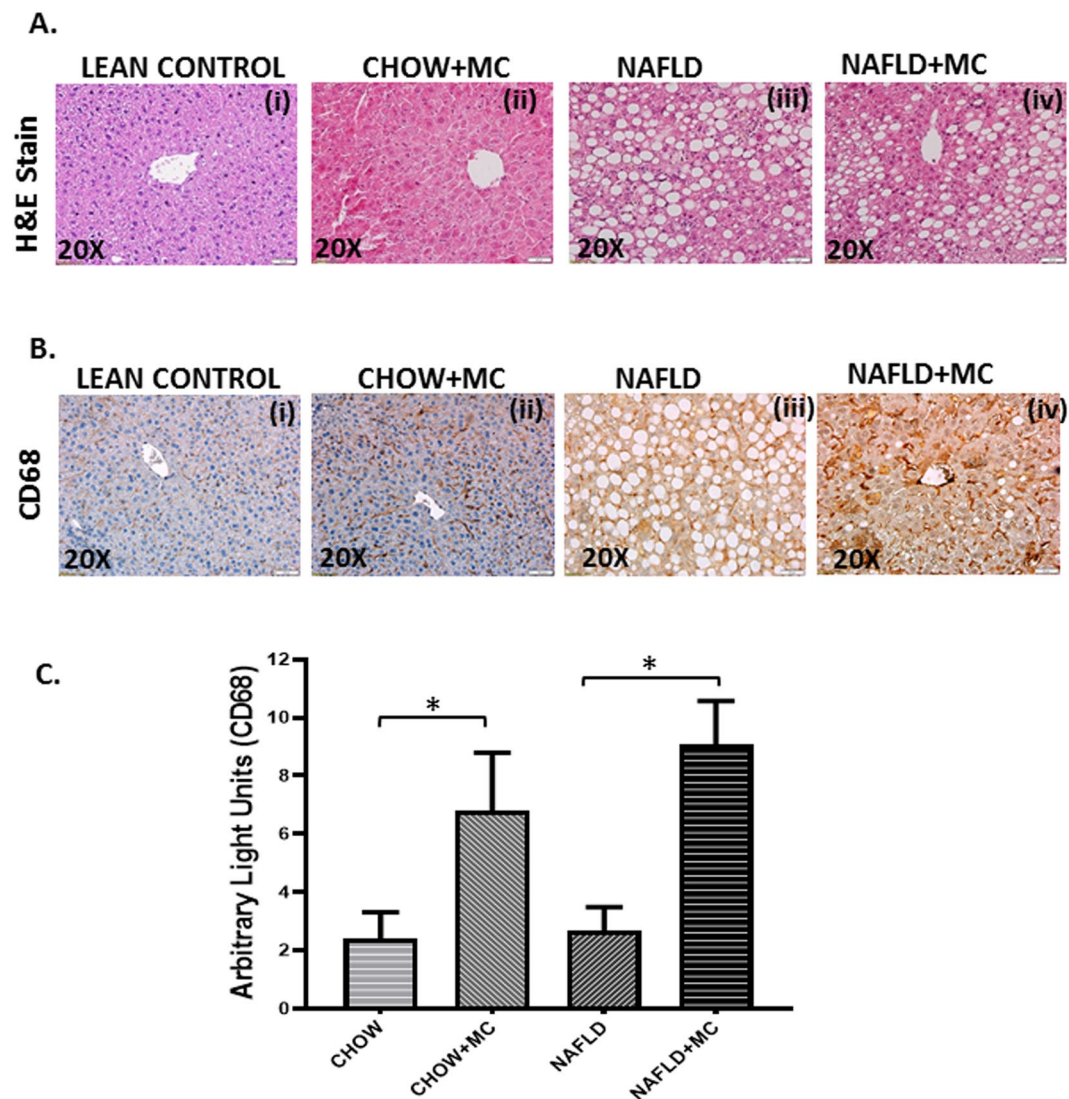 A.
LEAN CONTROL CHOW+MC NAFLD NAFLD+MC
H&E Stain
(i) (ii) (iii) (iv)
20X 20X 20X 20X
B.
LEAN CONTROL CHOW+MC NAFLD NAFLD+MC
CD68
(i) (ii) (iii) (iv)
20X 20X 20X 20X
C.
Arbitrary Light Units (CD68)
12
10
8
6
4
2
0
* *
CHOW CHOW+MC NAFLD NAFLD+MC